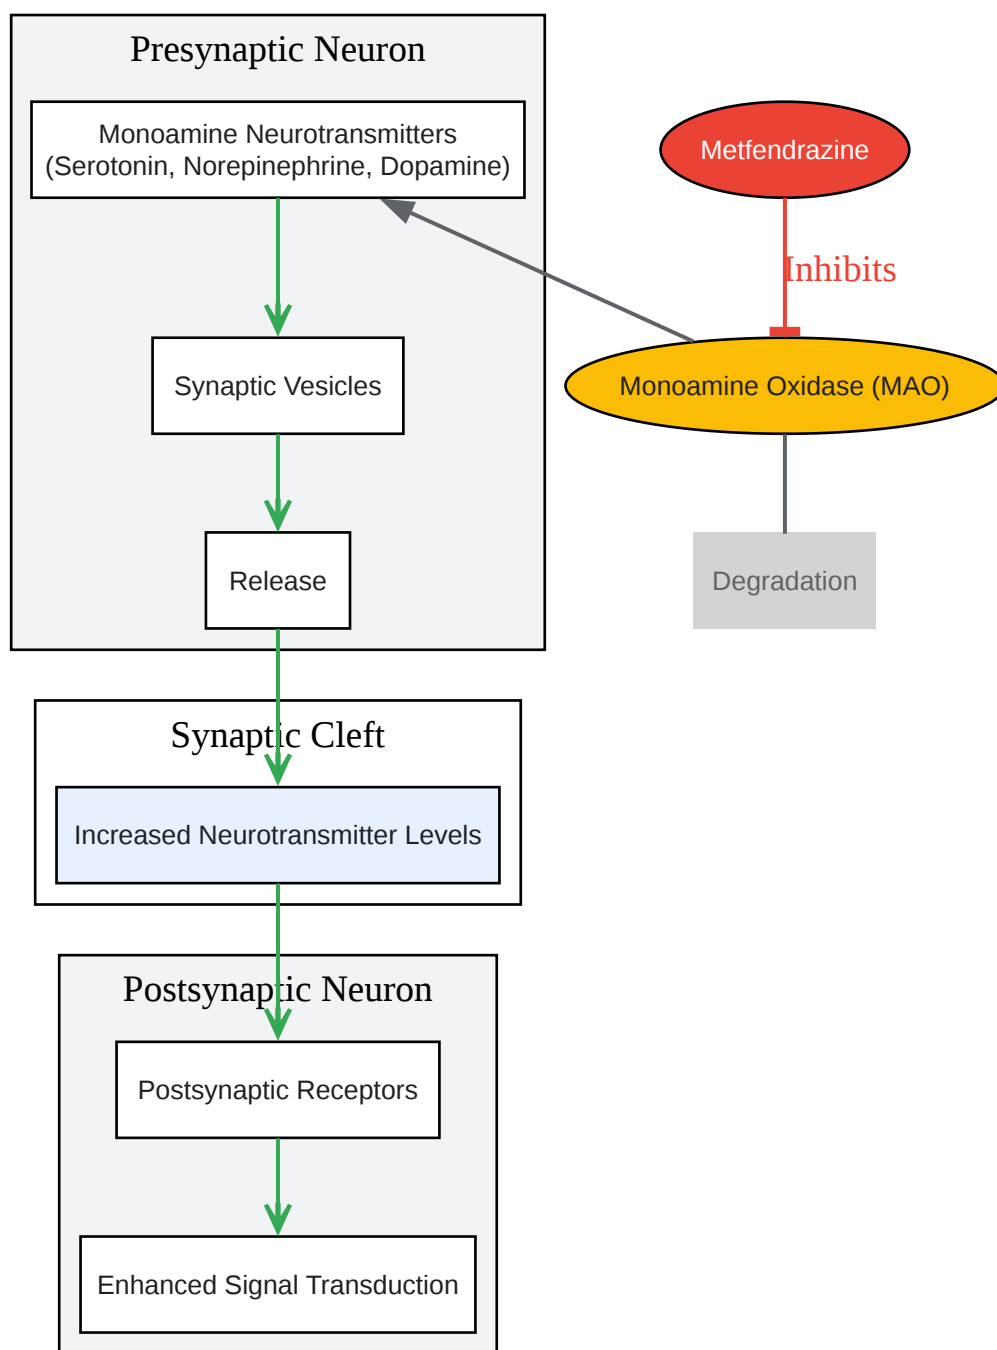 Presynaptic Neuron
Monoamine Neurotransmitters
(Serotonin, Norepinephrine, Dopamine)
Metfendrazine
Inhibits
Synaptic Vesicles
Monoamine Oxidase (MAO)
Release
Degradation
Synaptic Cleft
Increased Neurotransmitter Levels
Postsynaptic Neuron
Postsynaptic Receptors
Enhanced Signal Transduction